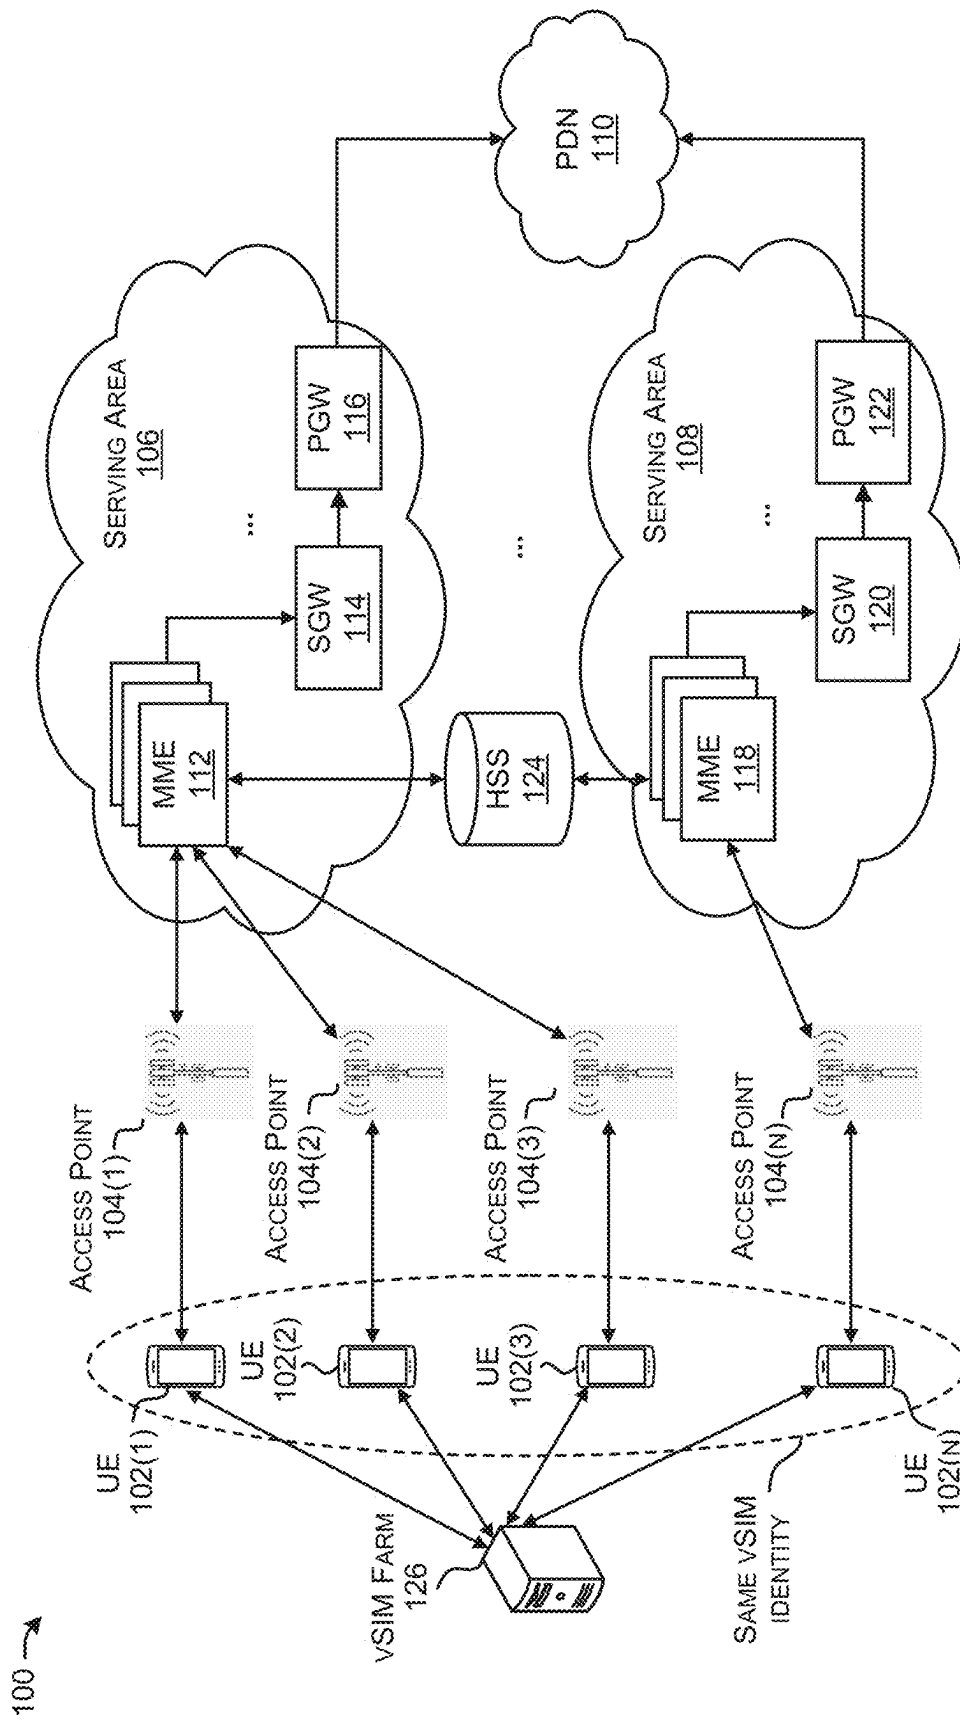 100
UE
102(1)
UE
102(2)
UE
102(3)
UE
102(N)
VSIM FARM
126
SAME VSIM
IDENTITY
ACCESS POINT
104(1)
ACCESS POINT
104(2)
ACCESS POINT
104(3)
ACCESS POINT
104(N)
SERVING AREA
106
MME
112
SGW
114
...
PGW
116
HSS
124
...
SERVING AREA
108
MME
118
SGW
120
...
PGW
122
PDN
110